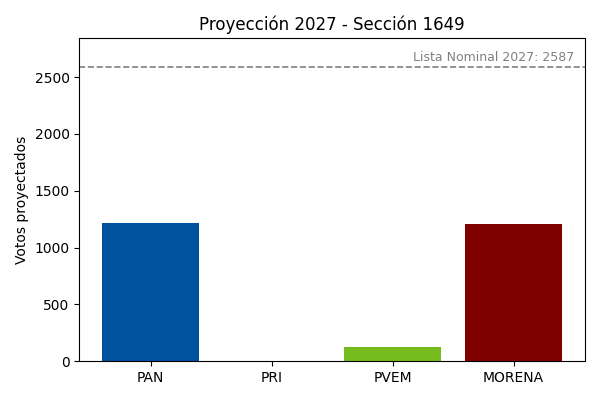 Proyección 2027 - Sección 1649
Lista Nominal 2027: 2587
Votos proyectados
2500
2000
1500
1000
500
0
PAN
PRI
PVEM
MORENA